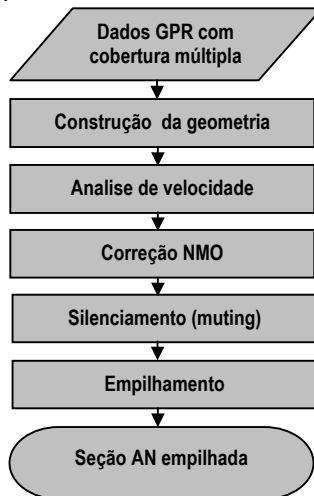 Dados GPR com
cobertura múltipla
Construção da geometria
Analise de velocidade
Correção NMO
Silenciamento (muting)
Empilhamento
Seção AN empilhada